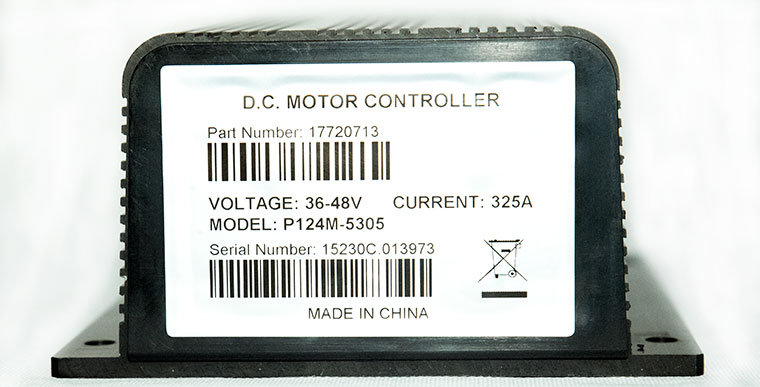 D.C. MOTOR CONTROLLER
Part Number: 17720713
VOLTAGE: 36-48V CURRENT: 325A
MODEL: P124M-5305
Serial Number: 15230C.013973
MADE IN CHINA